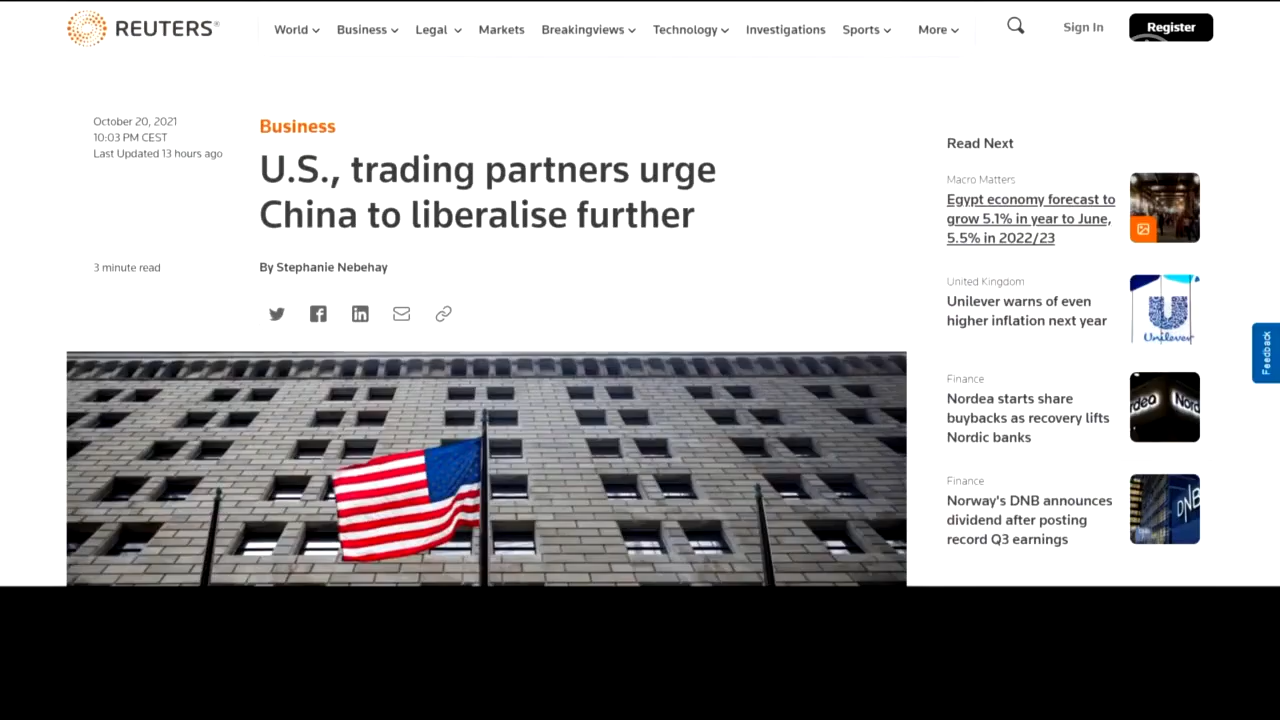 REUTERS®
World
Business
Legal
Markets
Breakingviews
Technology
Investigations
Sports
More
Sign In
Register
October 20, 2021
10:03 PM CEST
Last Updated 13 hours ago
Business
U.S., trading partners urge
China to liberalise further
3 minute read
By Stephanie Nebehay
Read Next
Macro Matters
Egypt economy forecast to
grow 5.1% in year to June,
5.5% in 2022/23
United Kingdom
Unilever warns of even
higher inflation next year
Unilever
Finance
Nordea starts share
buybacks as recovery lifts
Nordic banks
rdea Nord
Finance
Norway's DNB announces
dividend after posting
record Q3 earnings
DNB
Feedback